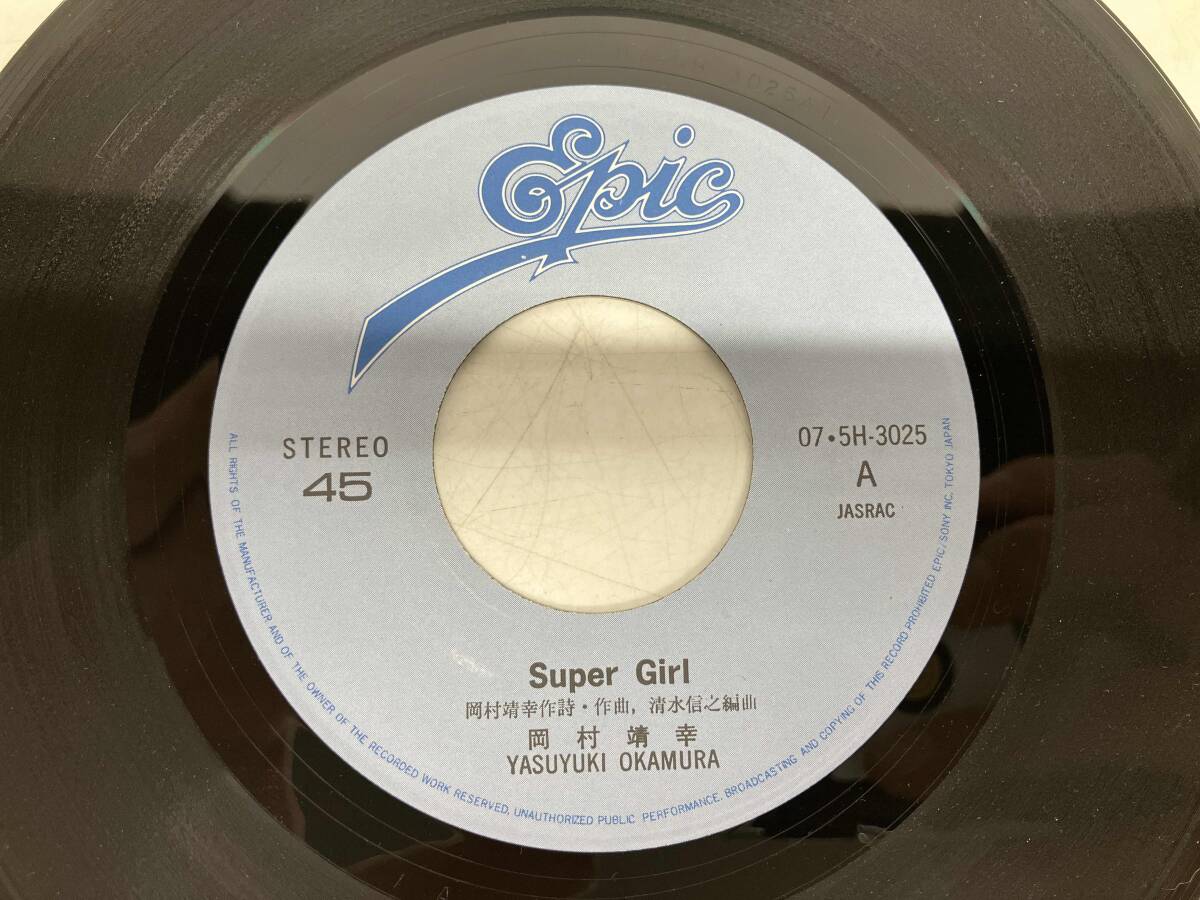 Epic
STEREO
45
07・5H-3025
A
JASRAC
Super Girl
岡村靖幸作詩・作曲, 清水信之編曲
岡村靖幸
YASUYUKI OKAMURA
ALL RIGHTS OF THE MANUFACTURER AND OF THE OWNER OF THE RECORDED WORK RESERVED. UNAUTHORIZED PUBLIC PERFORMANCE. BROADCASTING AND COPYING OF THIS RECORD PROHIBITED EPIC/SONY INC. TOKYO JAPAN